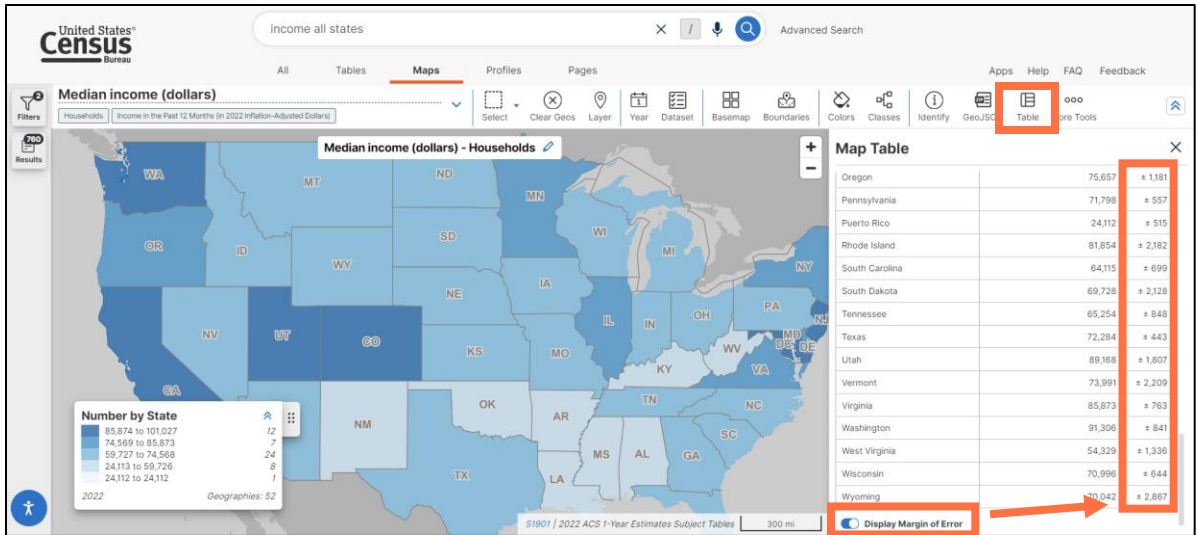 United States®
Census
Bureau
income all states
/
Advanced Search
All Tables Maps Profiles Pages
Apps Help FAQ Feedback
2
Filters
760
Results
Median income (dollars)
Households Income in the Past 12 Months (in 2022 Inflation-Adjusted Dollars)
Select Clear Geos Layer Year Dataset Basemap Boundaries Colors Classes Identify GeoJSON Table ore Tools
Median income (dollars) - Households
+
−
WA MT ND MN
OR ID WY SD WI MI NY
NE IA PA NJ
NV UT CO IL IN OH MD DC DE
KS MO WV VA
CA KY
OK TN NC
NM AR SC
TX LA MS AL GA
Number by State
85,874 to 101,027 12
74,569 to 85,873 7
59,727 to 74,568 24
24,113 to 59,726 8
24,112 to 24,112 1
2022 Geographies: 52
S1901 | 2022 ACS 1-Year Estimates Subject Tables
300 mi
Map Table
Oregon 75,657 ± 1,181
Pennsylvania 71,798 ± 557
Puerto Rico 24,112 ± 515
Rhode Island 81,854 ± 2,182
South Carolina 64,115 ± 699
South Dakota 69,728 ± 2,128
Tennessee 65,254 ± 848
Texas 72,284 ± 443
Utah 89,168 ± 1,807
Vermont 73,991 ± 2,209
Virginia 85,873 ± 763
Washington 91,306 ± 841
West Virginia 54,329 ± 1,336
Wisconsin 70,996 ± 644
Wyoming 70,042 ± 2,867
Display Margin of Error